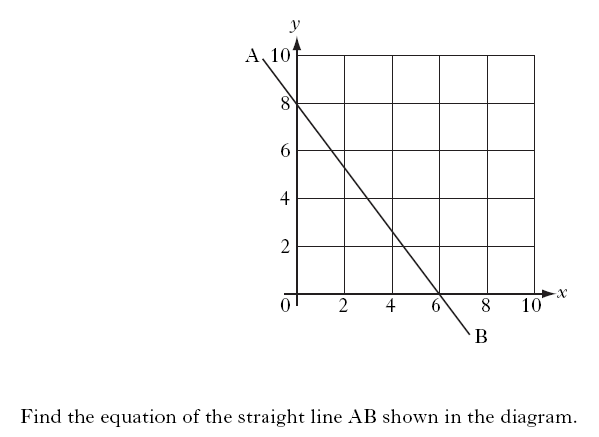 y
A 10
8
6
4
2
0 2 4 6 8 10 x
B
Find the equation of the straight line AB shown in the diagram.